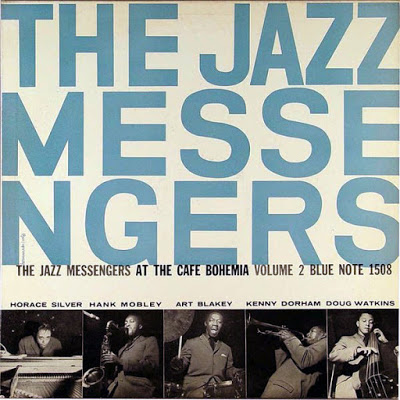 THE JAZZ
MESSE
NGERS
THE JAZZ MESSENGERS AT THE CAFE BOHEMIA VOLUME 2 BLUE NOTE 1508
HORACE SILVER HANK MOBLEY ART BLAKEY KENNY DORHAM DOUG WATKINS